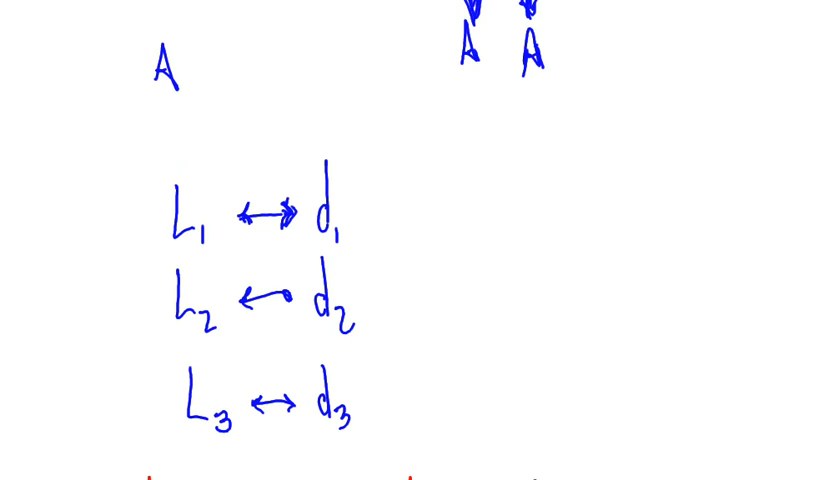 A A
A
L₁ ↔ d₁
L₂ ← d₂
L₃ ↔ d₃